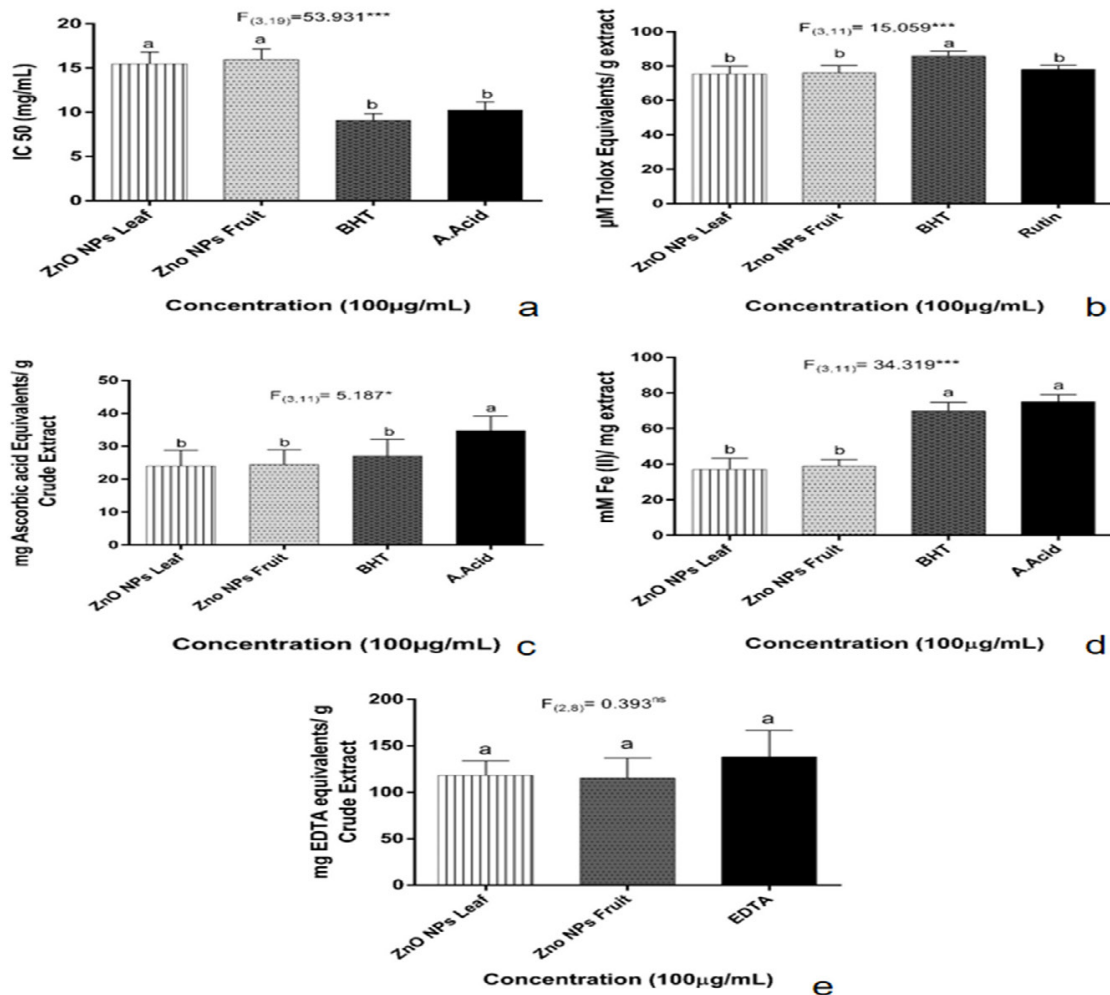 F(3,19)=53.931***
IC 50 (mg/mL)
20
15
10
5
0
a
a
b
b
ZnO NPs Leaf
Zno NPs Fruit
BHT
A.Acid
Concentration (100µg/mL)
a
F(3,11)= 15.059***
µM Trolox Equivalents/ g extract
100
80
60
40
20
0
b
b
a
b
ZnO NPs Leaf
Zno NPs Fruit
BHT
Rutin
Concentration (100µg/mL)
b
F(3,11)= 5.187*
mg Ascorbic acid Equivalents/ g
Crude Extract
50
40
30
20
10
0
b
b
b
a
ZnO NPs Leaf
Zno NPs Fruit
BHT
A.Acid
Concentration (100µg/mL)
c
F(3,11)= 34.319***
mM Fe (II)/ mg extract
100
80
60
40
20
0
b
b
a
a
ZnO NPs Leaf
Zno NPs Fruit
BHT
A.Acid
Concentration (100µg/mL)
d
F(2,8)= 0.393ns
mg EDTA equivalents/ g
Crude Extract
200
150
100
50
0
a
a
a
ZnO NPs Leaf
Zno NPs Fruit
EDTA
Concentration (100µg/mL)
e